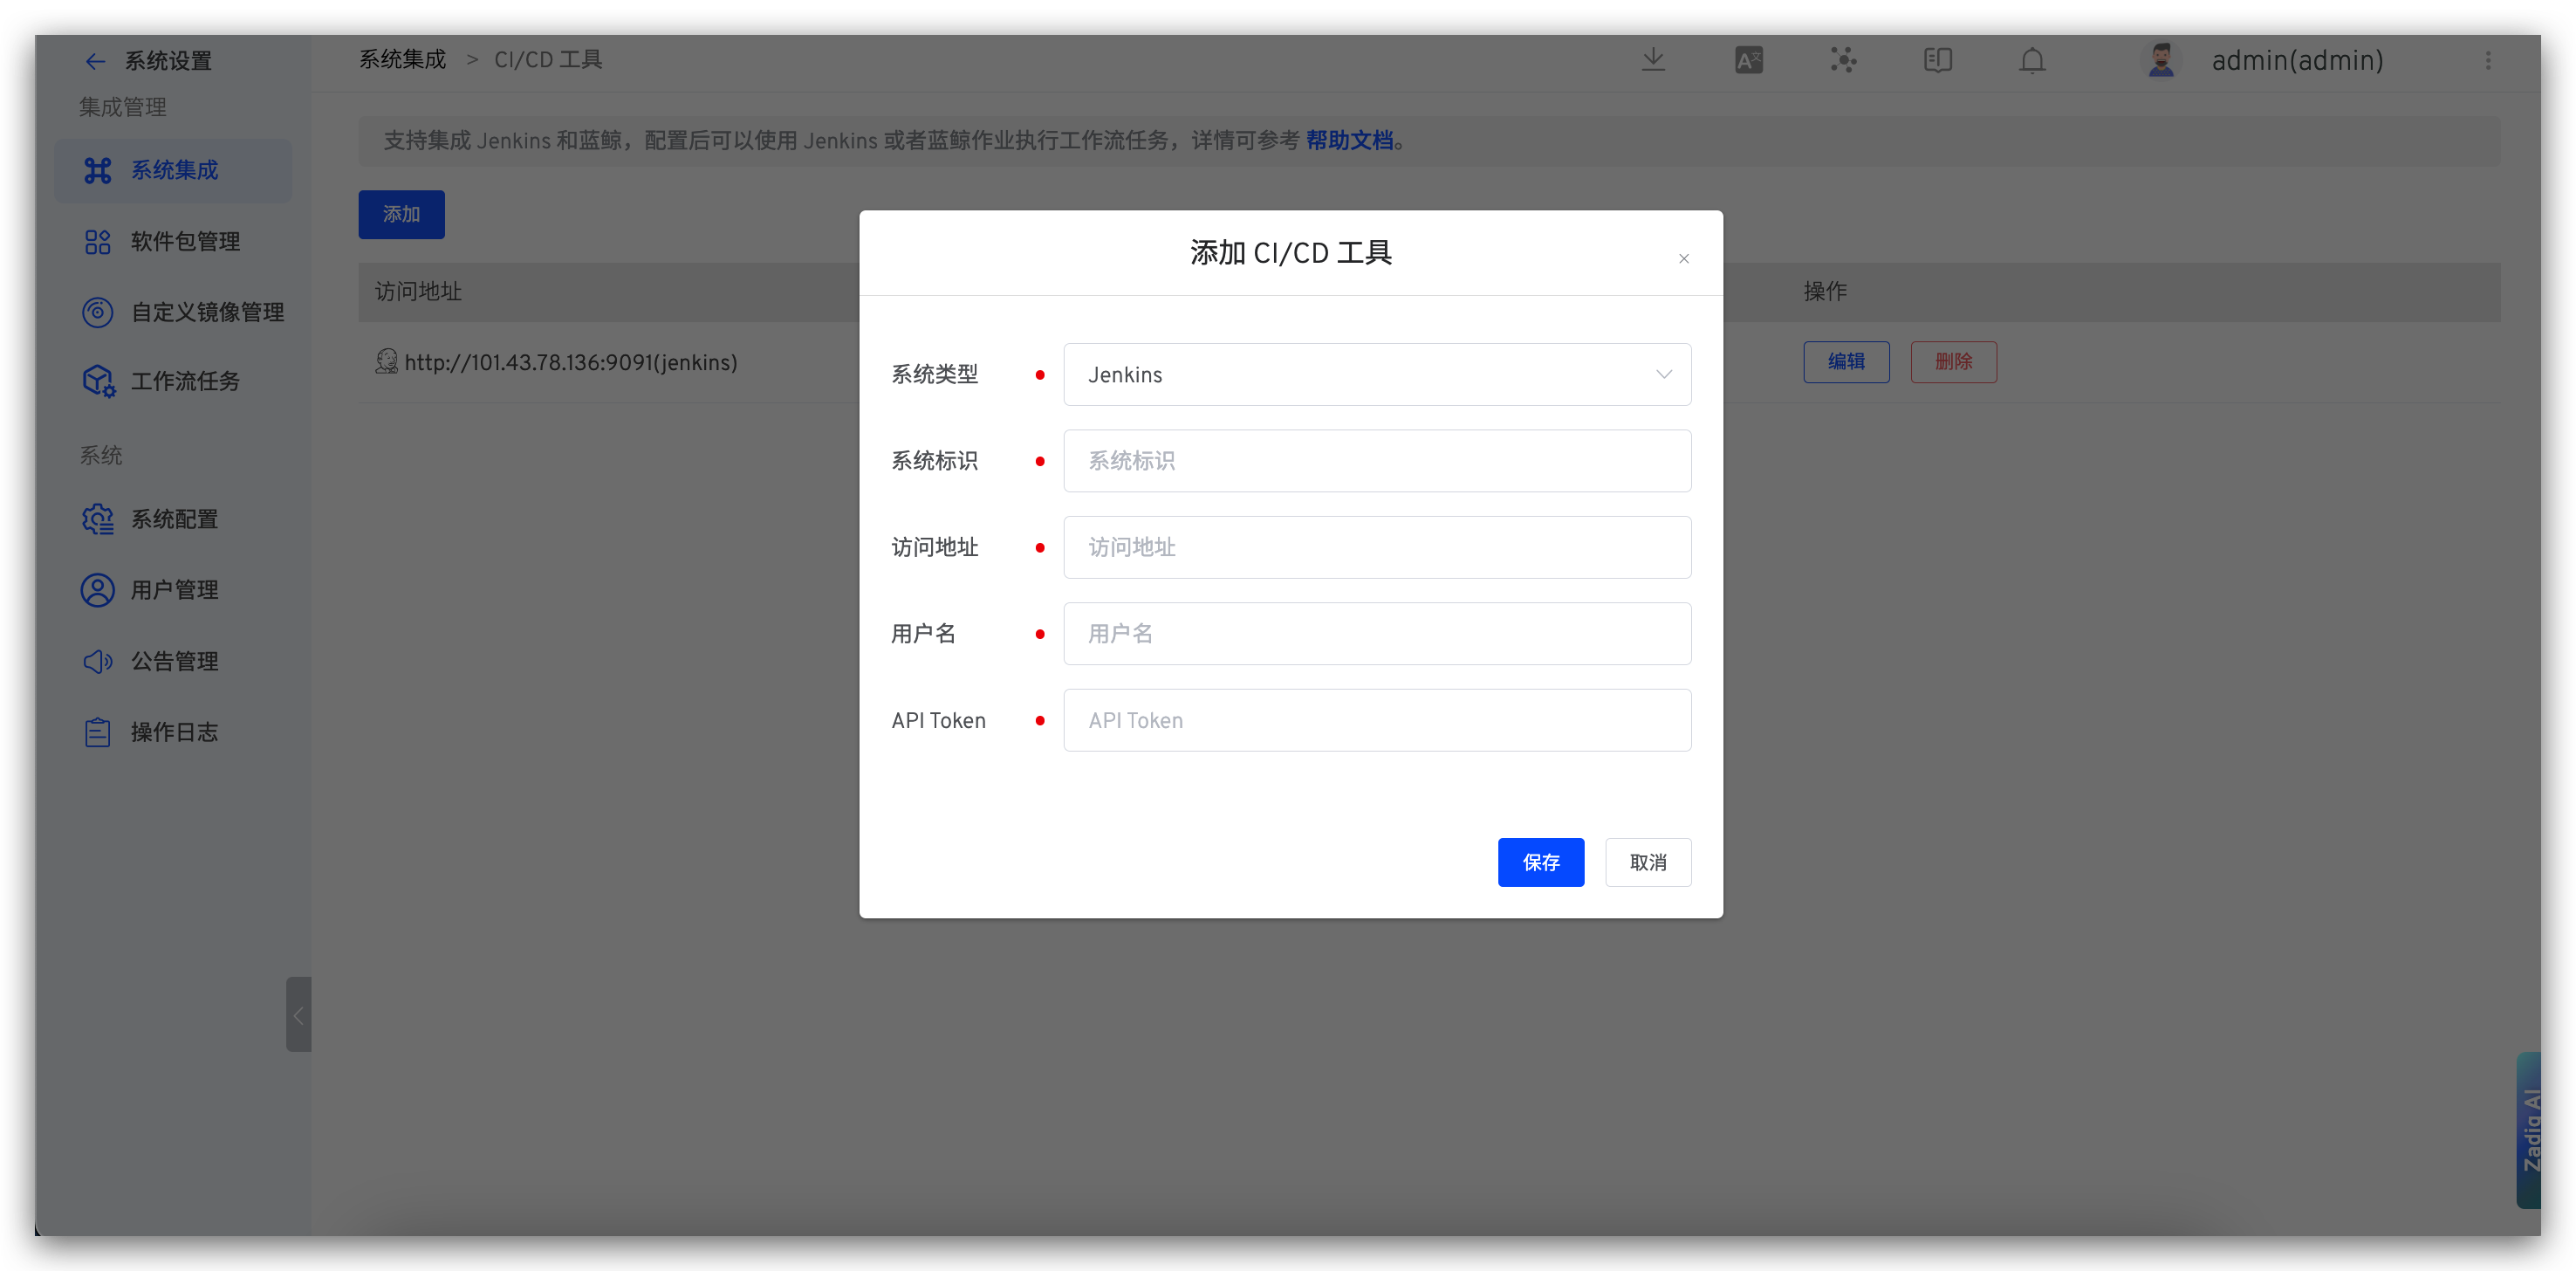 系统设置
系统集成 > CI/CD 工具
admin(admin)
集成管理
系统集成
软件包管理
自定义镜像管理
工作流任务
系统
系统配置
用户管理
公告管理
操作日志
支持集成 Jenkins 和蓝鲸，配置后可以使用 Jenkins 或者蓝鲸作业执行工作流任务，详情可参考 帮助文档。
添加
访问地址
操作
http://101.43.78.136:9091(jenkins)
编辑
删除
添加 CI/CD 工具
系统类型
Jenkins
系统标识
系统标识
访问地址
访问地址
用户名
用户名
API Token
API Token
保存
取消
Zadig AI